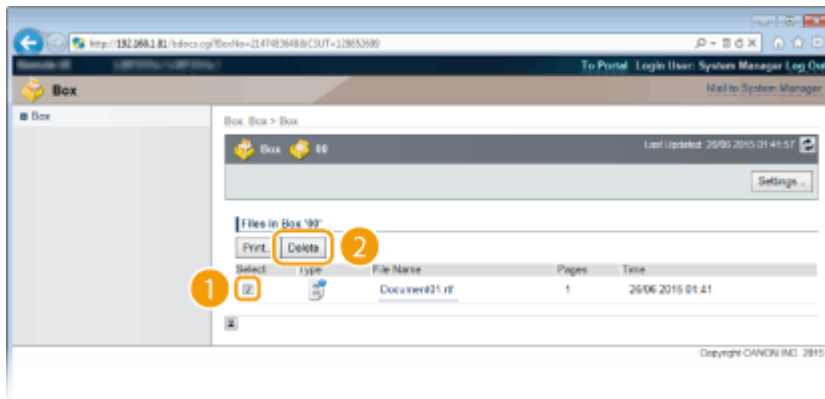 http://192.168.1.81/bdocs.cgi?BoxNo=2147483648&CSUT=129852699
To Portal Login User: System Manager Log Out
Box
Mail to System Manager
Box
Box: Box > Box
Box 00
Last Updated: 26/06 2015 01:41:57
Settings...
Files in Box '00'
Print... Delete 2
Select Type File Name Pages Time
1 Document01.rtf 1 26/06 2015 01:41
Copyright CANON INC. 2015